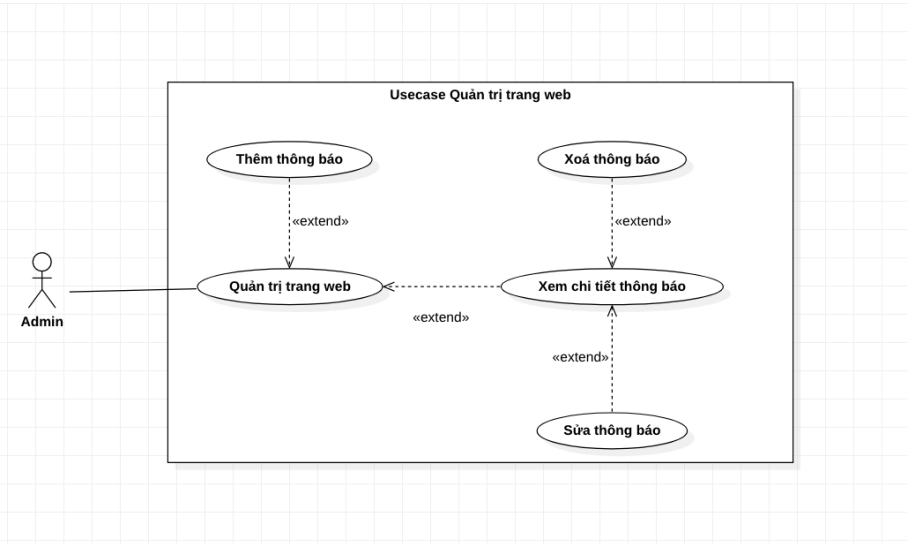 Usecase Quản trị trang web
Thêm thông báo
Xoá thông báo
«extend»
«extend»
Quản trị trang web
Xem chi tiết thông báo
Admin
«extend»
«extend»
Sửa thông báo